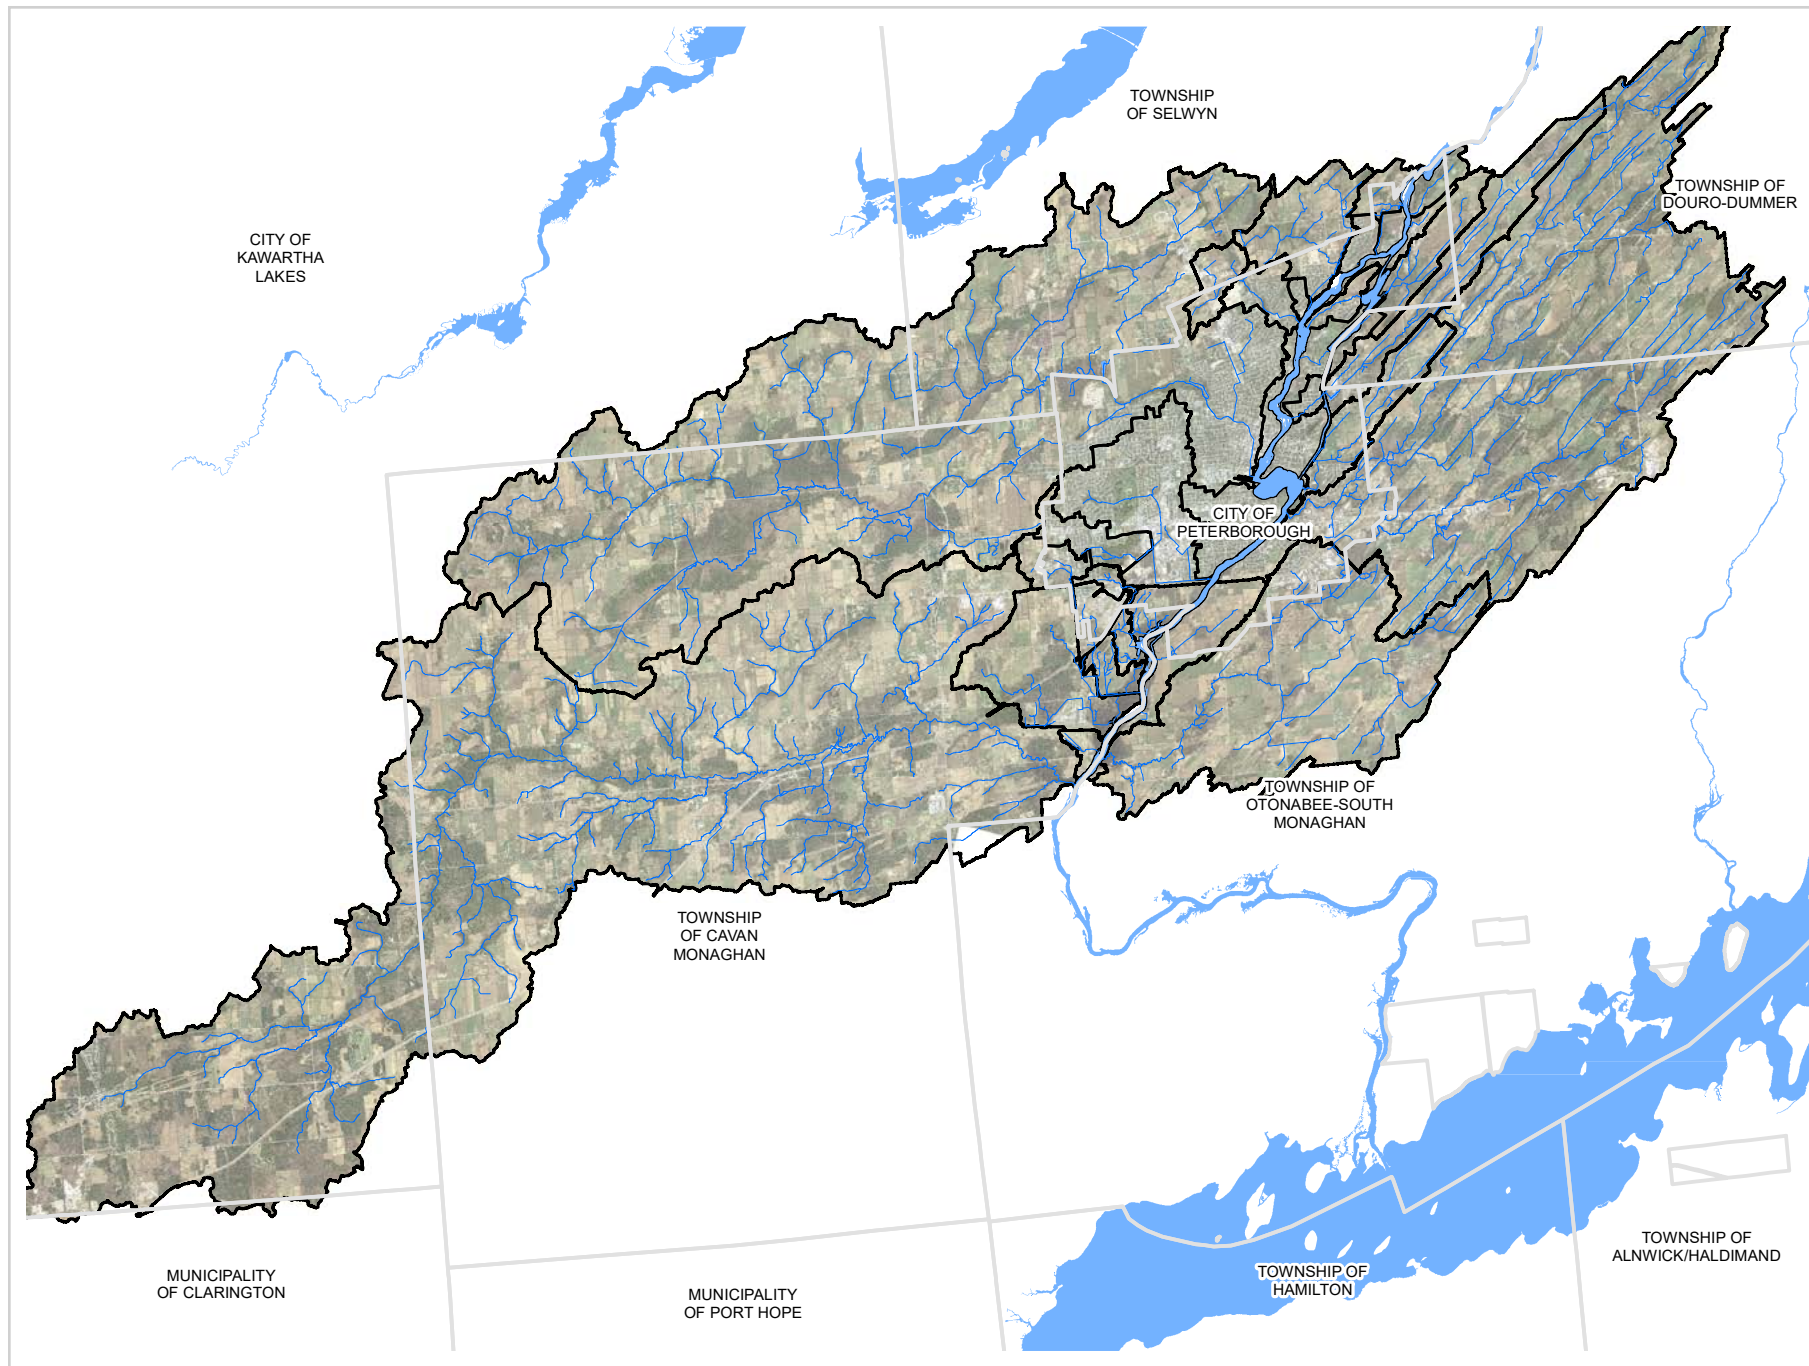 TOWNSHIP
OF SELWYN
TOWNSHIP OF
DOURO-DUMMER
CITY OF
KAWARTHA
LAKES
CITY OF
PETERBOROUGH
TOWNSHIP OF
OTONABEE-SOUTH
MONAGHAN
TOWNSHIP
OF CAVAN
MONAGHAN
TOWNSHIP OF
ALNWICK/HALDIMAND
MUNICIPALITY
OF CLARINGTON
TOWNSHIP OF
HAMILTON
MUNICIPALITY
OF PORT HOPE